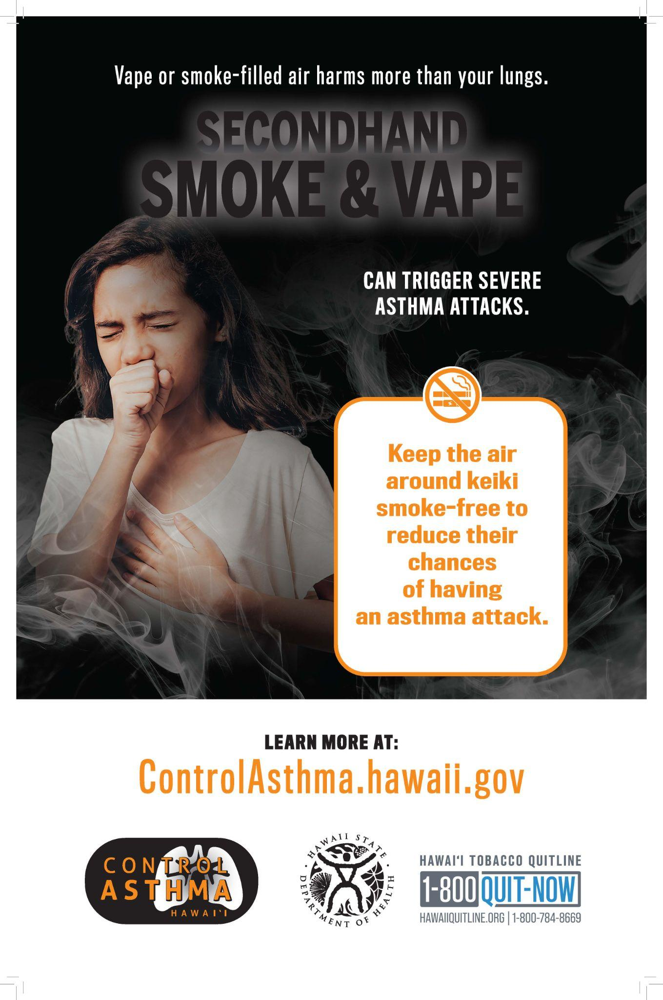 Vape or smoke-filled air harms more than your lungs.
SECONDHAND
SMOKE & VAPE
CAN TRIGGER SEVERE
ASTHMA ATTACKS.
Keep the air
around keiki
smoke-free to
reduce their
chances
of having
an asthma attack.
LEARN MORE AT:
ControlAsthma.hawaii.gov
CONTROL
ASTHMA
HAWAI'I
HAWAII STATE
DEPARTMENT OF HEALTH
HAWAI‘I TOBACCO QUITLINE
1-800 QUIT-NOW
HAWAIIQUITLINE.ORG | 1-800-784-8669